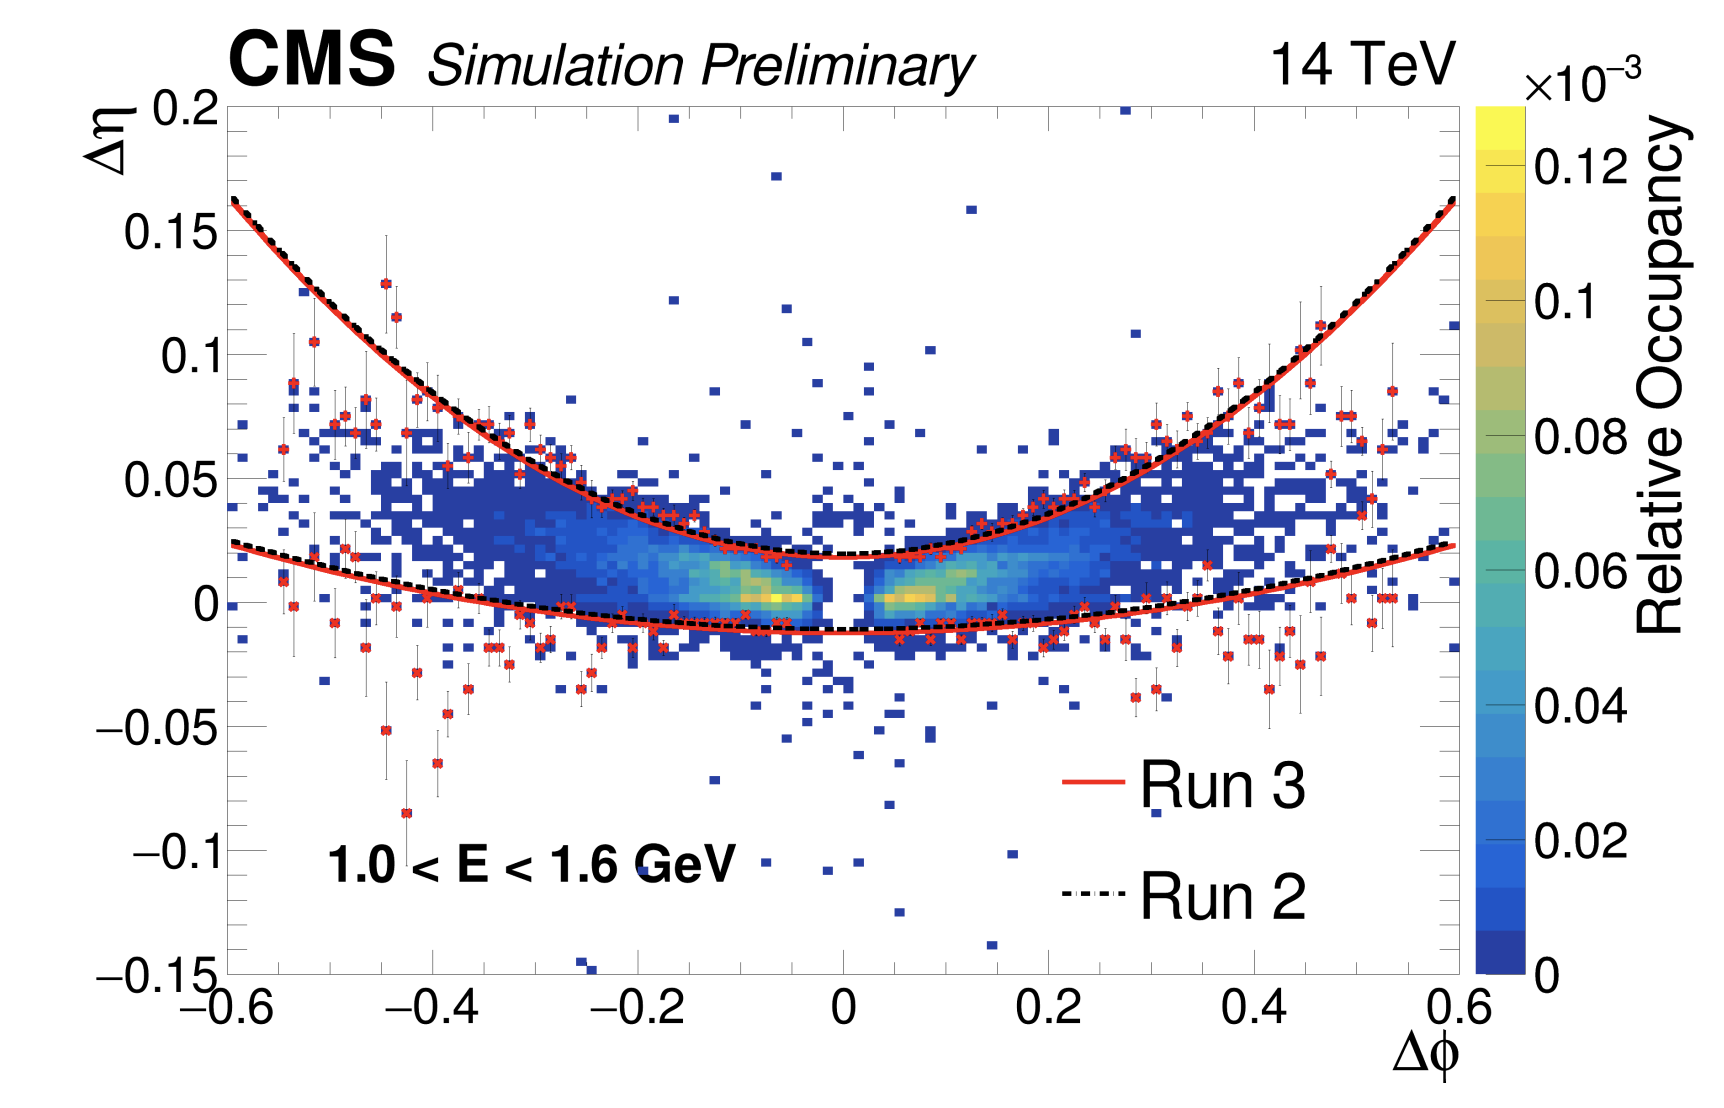 CMS Simulation Preliminary 14 TeV
×10⁻³
Δη
0.2
0.15
0.1
0.05
0
−0.05
−0.1
−0.15
−0.6 −0.4 −0.2 0 0.2 0.4 0.6
Δϕ
1.0 < E < 1.6 GeV
Run 3
Run 2
0.12
0.1
0.08
0.06
0.04
0.02
0
Relative Occupancy